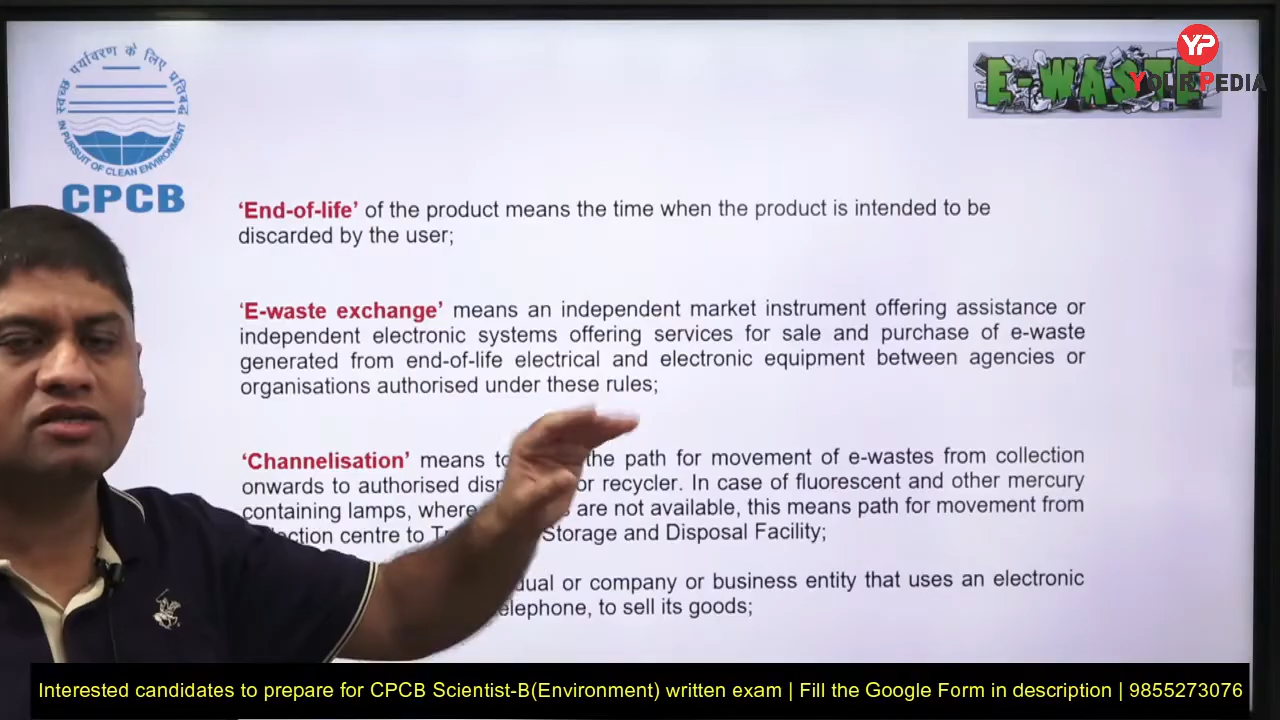 स्वच्छ पर्यावरण के लिए प्रतिबद्ध
IN PURSUIT OF CLEAN ENVIRONMENT
CPCB
E-WASTE
YP
YOUR PEDIA
‘End-of-life’ of the product means the time when the product is intended to be
discarded by the user;
‘E-waste exchange’ means an independent market instrument offering assistance or
independent electronic systems offering services for sale and purchase of e-waste
generated from end-of-life electrical and electronic equipment between agencies or
organisations authorised under these rules;
‘Channelisation’ means to the path for movement of e-wastes from collection
onwards to authorised or recycler. In case of fluorescent and other mercury
containing lamps, where are not available, this means path for movement from
centre to Storage and Disposal Facility;
or company or business entity that uses an electronic
to sell its goods;
Interested candidates to prepare for CPCB Scientist-B(Environment) written exam | Fill the Google Form in description | 9855273076